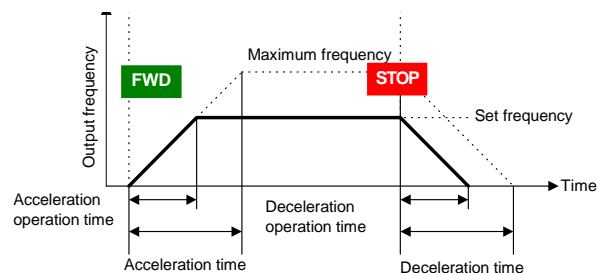 Output frequency
FWD
Maximum frequency
STOP
Set frequency
Time
Acceleration
operation time
Deceleration
operation time
Acceleration time
Deceleration time